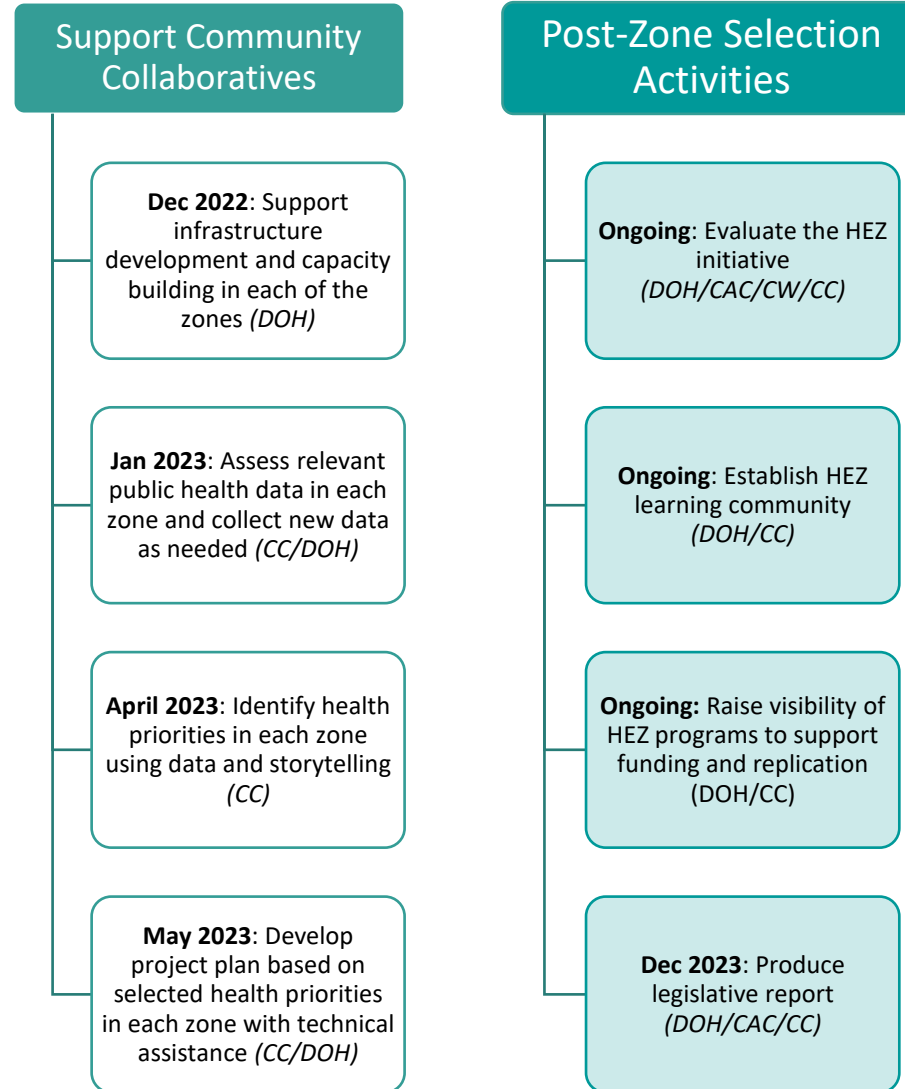 Support Community
Collaboratives
Dec 2022: Support
infrastructure
development and capacity
building in each of the
zones (DOH)
Jan 2023: Assess relevant
public health data in each
zone and collect new data
as needed (CC/DOH)
April 2023: Identify health
priorities in each zone
using data and storytelling
(CC)
May 2023: Develop
project plan based on
selected health priorities
in each zone with technical
assistance (CC/DOH)
Post-Zone Selection
Activities
Ongoing: Evaluate the HEZ
initiative
(DOH/CAC/CW/CC)
Ongoing: Establish HEZ
learning community
(DOH/CC)
Ongoing: Raise visibility of
HEZ programs to support
funding and replication
(DOH/CC)
Dec 2023: Produce
legislative report
(DOH/CAC/CC)